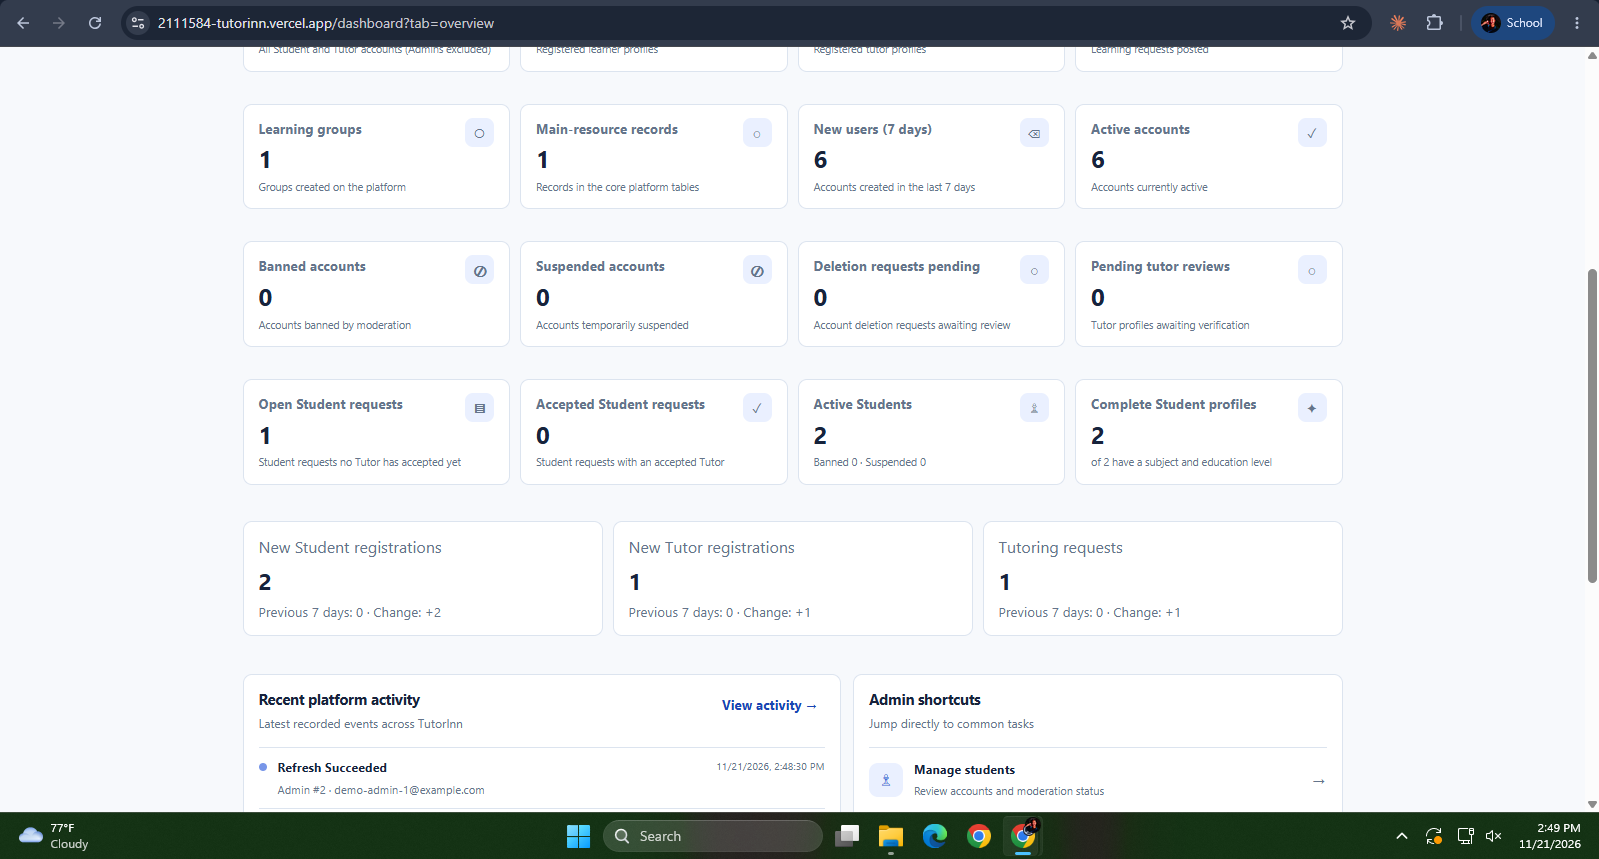 2111584-tutorinn.vercel.app/dashboard?tab=overview
School
All Student and Tutor accounts (Admins excluded)
Registered learner profiles
Registered tutor profiles
Learning requests posted
Learning groups
1
Groups created on the platform
Main-resource records
1
Records in the core platform tables
New users (7 days)
6
Accounts created in the last 7 days
Active accounts
6
Accounts currently active
Banned accounts
0
Accounts banned by moderation
Suspended accounts
0
Accounts temporarily suspended
Deletion requests pending
0
Account deletion requests awaiting review
Pending tutor reviews
0
Tutor profiles awaiting verification
Open Student requests
1
Student requests no Tutor has accepted yet
Accepted Student requests
0
Student requests with an accepted Tutor
Active Students
2
Banned 0 · Suspended 0
Complete Student profiles
2
of 2 have a subject and education level
New Student registrations
2
Previous 7 days: 0 · Change: +2
New Tutor registrations
1
Previous 7 days: 0 · Change: +1
Tutoring requests
1
Previous 7 days: 0 · Change: +1
Recent platform activity
View activity →
Latest recorded events across TutorInn
Refresh Succeeded
11/21/2026, 2:48:30 PM
Admin #2 · demo-admin-1@example.com
Admin shortcuts
Jump directly to common tasks
Manage students
Review accounts and moderation status
→
77°F
Cloudy
Search
2:49 PM
11/21/2026